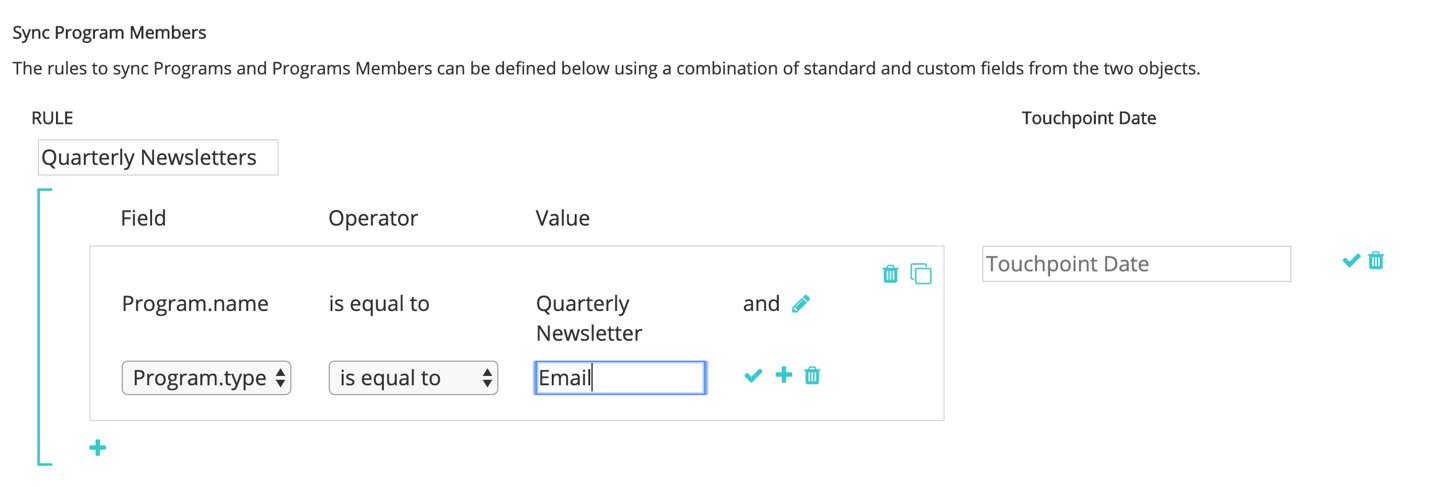 Sync Program Members
The rules to sync Programs and Programs Members can be defined below using a combination of standard and custom fields from the two objects.
RULE Touchpoint Date
Quarterly Newsletters
Field Operator Value
Touchpoint Date
Program.name is equal to Quarterly and
Newsletter
Program.type is equal to Email